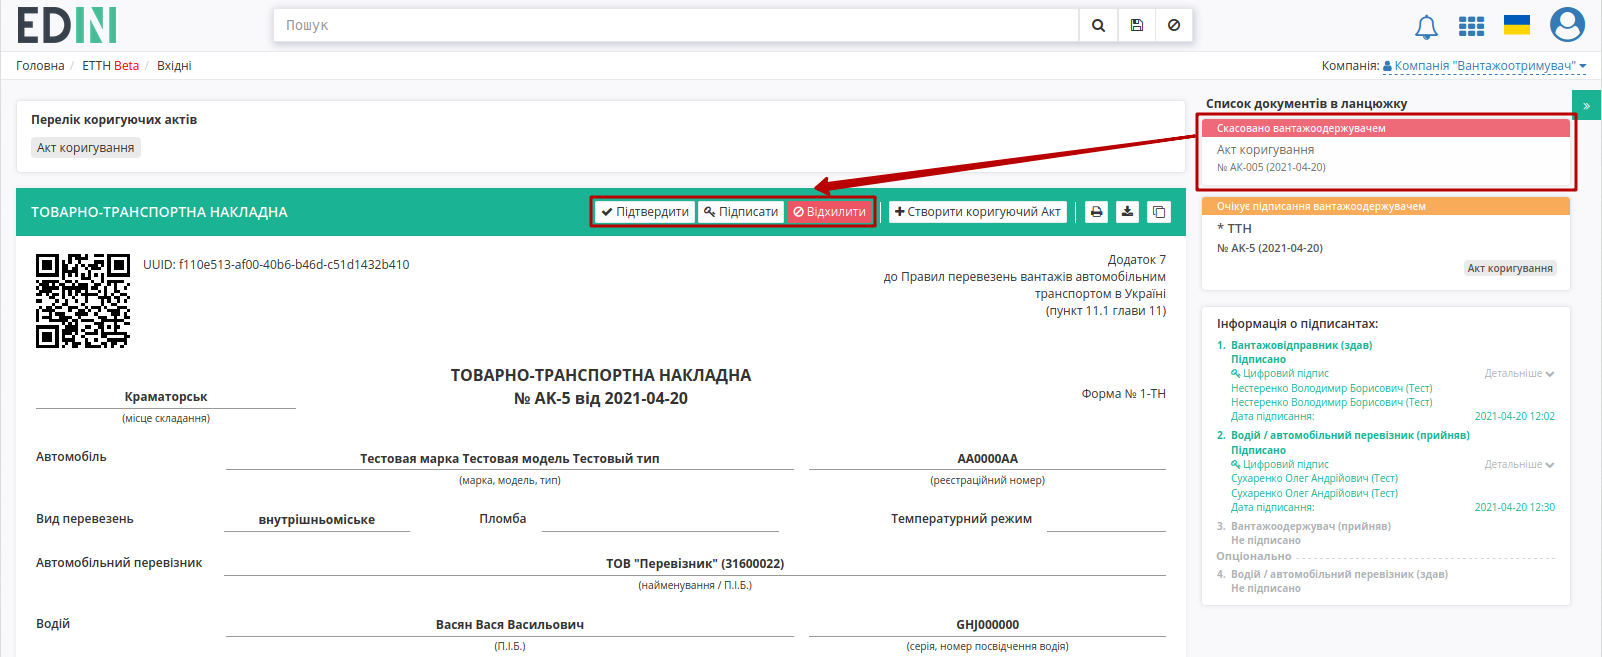 EDIN
Пошук
Головна / ЕТТН Beta / Вхідні
Компанія: Компанія "Вантажоотримувач"
Перелік коригуючих актів
Акт коригування
ТОВАРНО-ТРАНСПОРТНА НАКЛАДНА
Підтвердити
Підписати
Відхилити
Створити коригуючий Акт
UUID: f110e513-af00-40b6-b46d-c51d1432b410
Додаток 7
до Правил перевезень вантажів автомобільним
транспортом в Україні
(пункт 11.1 глави 11)
ТОВАРНО-ТРАНСПОРТНА НАКЛАДНА
№ АК-5 від 2021-04-20
Краматорськ
(місце складання)
Форма № 1-ТН
Автомобіль
Тестовая марка Тестовая модель Тестовый тип
АА0000АА
(марка, модель, тип)
(реєстраційний номер)
Вид перевезень
внутрішньоміське
Пломба
Температурний режим
Автомобільний перевізник
ТОВ "Перевізник" (31600022)
(найменування / П.І.Б.)
Водій
Васян Вася Васильович
GHJ000000
(П.І.Б.)
(серія, номер посвідчення водія)
Список документів в ланцюжку
»
Скасовано вантажоодержувачем
Акт коригування
№ АК-005 (2021-04-20)
Очікує підписання вантажоодержувачем
* ТТН
№ АК-5 (2021-04-20)
Акт коригування
Інформація о підписантах:
1. Вантажовідправник (здав)
Підписано
Цифровий підпис Детальніше
Нестеренко Володимир Борисович (Тест)
Нестеренко Володимир Борисович (Тест)
Дата підписання: 2021-04-20 12:02
2. Водій / автомобільний перевізник (прийняв)
Підписано
Цифровий підпис Детальніше
Сухаренко Олег Андрійович (Тест)
Сухаренко Олег Андрійович (Тест)
Дата підписання: 2021-04-20 12:30
3. Вантажоодержувач (прийняв)
Не підписано
Опціонально
4. Водій / автомобільний перевізник (здав)
Не підписано